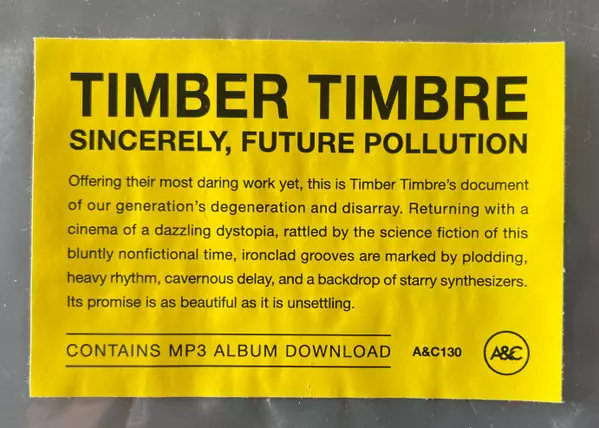 TIMBER TIMBRE
SINCERELY, FUTURE POLLUTION
Offering their most daring work yet, this is Timber Timbre's document
of our generation's degeneration and disarray. Returning with a
cinema of a dazzling dystopia, rattled by the science fiction of this
bluntly nonfictional time, ironclad grooves are marked by plodding,
heavy rhythm, cavernous delay, and a backdrop of starry synthesizers.
Its promise is as beautiful as it is unsettling.
CONTAINS MP3 ALBUM DOWNLOAD A&C130 A&C